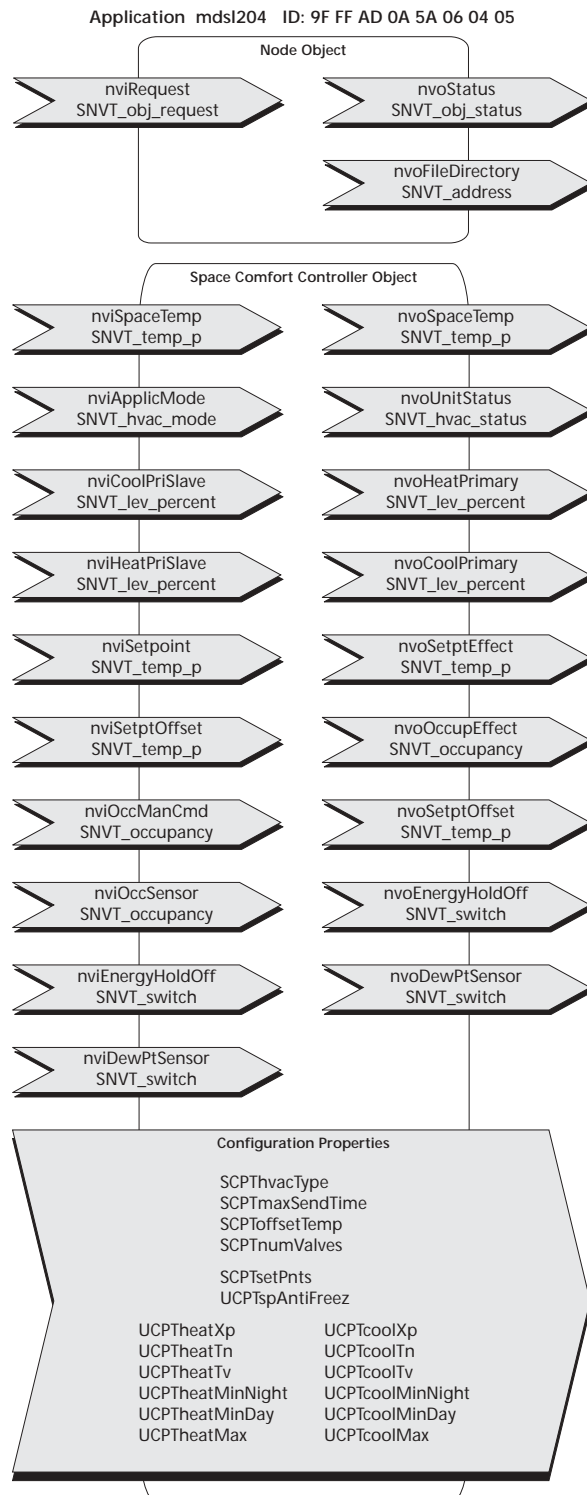 Application mdsl204 ID: 9F FF AD 0A 5A 06 04 05
Node Object
nviRequest
SNVT_obj_request
nvoStatus
SNVT_obj_status
nvoFileDirectory
SNVT_address
Space Comfort Controller Object
nviSpaceTemp
SNVT_temp_p
nvoSpaceTemp
SNVT_temp_p
nviApplicMode
SNVT_hvac_mode
nvoUnitStatus
SNVT_hvac_status
nviCoolPriSlave
SNVT_lev_percent
nvoHeatPrimary
SNVT_lev_percent
nviHeatPriSlave
SNVT_lev_percent
nvoCoolPrimary
SNVT_lev_percent
nviSetpoint
SNVT_temp_p
nvoSetptEffect
SNVT_temp_p
nviSetptOffset
SNVT_temp_p
nvoOccupEffect
SNVT_occupancy
nviOccManCmd
SNVT_occupancy
nvoSetptOffset
SNVT_temp_p
nviOccSensor
SNVT_occupancy
nvoEnergyHoldOff
SNVT_switch
nviEnergyHoldOff
SNVT_switch
nvoDewPtSensor
SNVT_switch
nviDewPtSensor
SNVT_switch
Configuration Properties
SCPThvacType
SCPTmaxSendTime
SCPToffsetTemp
SCPTnumValves
SCPTsetPnts
UCPTspAntiFreez
UCPTheatXp UCPTcoolXp
UCPTheatTn UCPTcoolTn
UCPTheatTv UCPTcoolTv
UCPTheatMinNight UCPTcoolMinNight
UCPTheatMinDay UCPTcoolMinDay
UCPTheatMax UCPTcoolMax